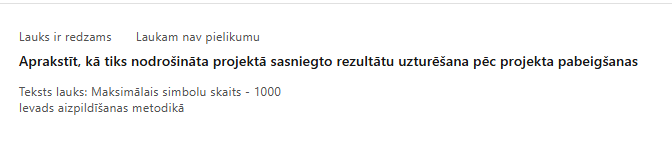 Lauks ir redzams Laukam nav pielikumu
Aprakstīt, kā tiks nodrošināta projektā sasniegto rezultātu uzturēšana pēc projekta pabeigšanas
Teksts lauks: Maksimālais simbolu skaits - 1000
Ievads aizpildīšanas metodikā